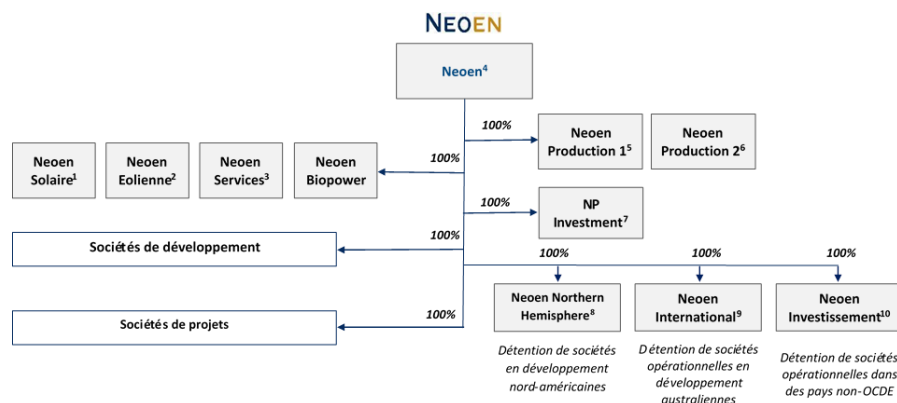 NEOEN
Neoen⁴
100%
Neoen
Production 1⁵
Neoen
Production 2⁶
Neoen
Solaire¹
Neoen
Eolienne²
Neoen
Services³
Neoen
Biopower
100%
100%
NP
Investment⁷
Sociétés de développement
100%
100%
100%
100%
Neoen Northern
Hemisphere⁸
Neoen
International⁹
Neoen
Investissement¹⁰
Sociétés de projets
100%
Détention de sociétés
en développement
nord-américaines
Détention de sociétés
opérationnelles en
développement
australiennes
Détention de sociétés
opérationnelles dans
des pays non-OCDE